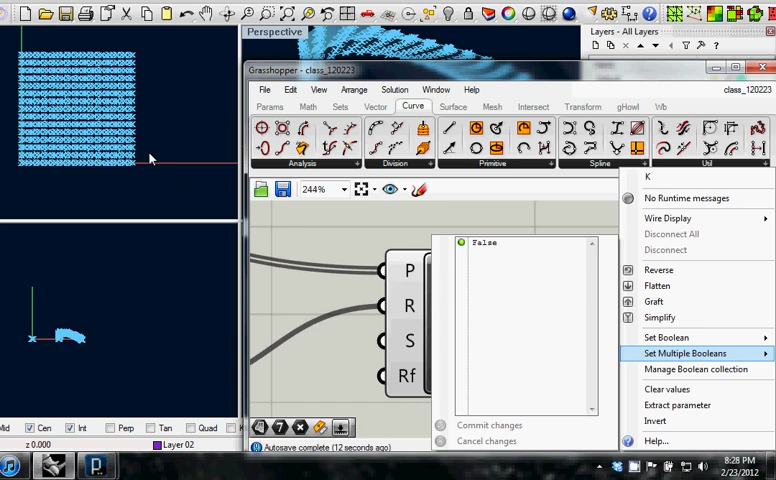 Perspective
Layers - All Layers
Grasshopper - class_120223
File Edit View Arrange Solution Window Help class_120223
Params Math Sets Vector Curve Surface Mesh Intersect Transform gHowl Wb
Analysis Division Primitive Spline Util
244%
K
No Runtime messages
Wire Display
Disconnect All
Disconnect
Reverse
Flatten
Graft
Simplify
Set Boolean
Set Multiple Booleans
Manage Boolean collection
Clear values
Extract parameter
Invert
Help...
False
P
R
S
Rf
Commit changes
Cancel changes
Mid Cen Int Perp Tan Quad K
z 0.000 Layer 02
Autosave complete (12 seconds ago)
8:28 PM
2/23/2012